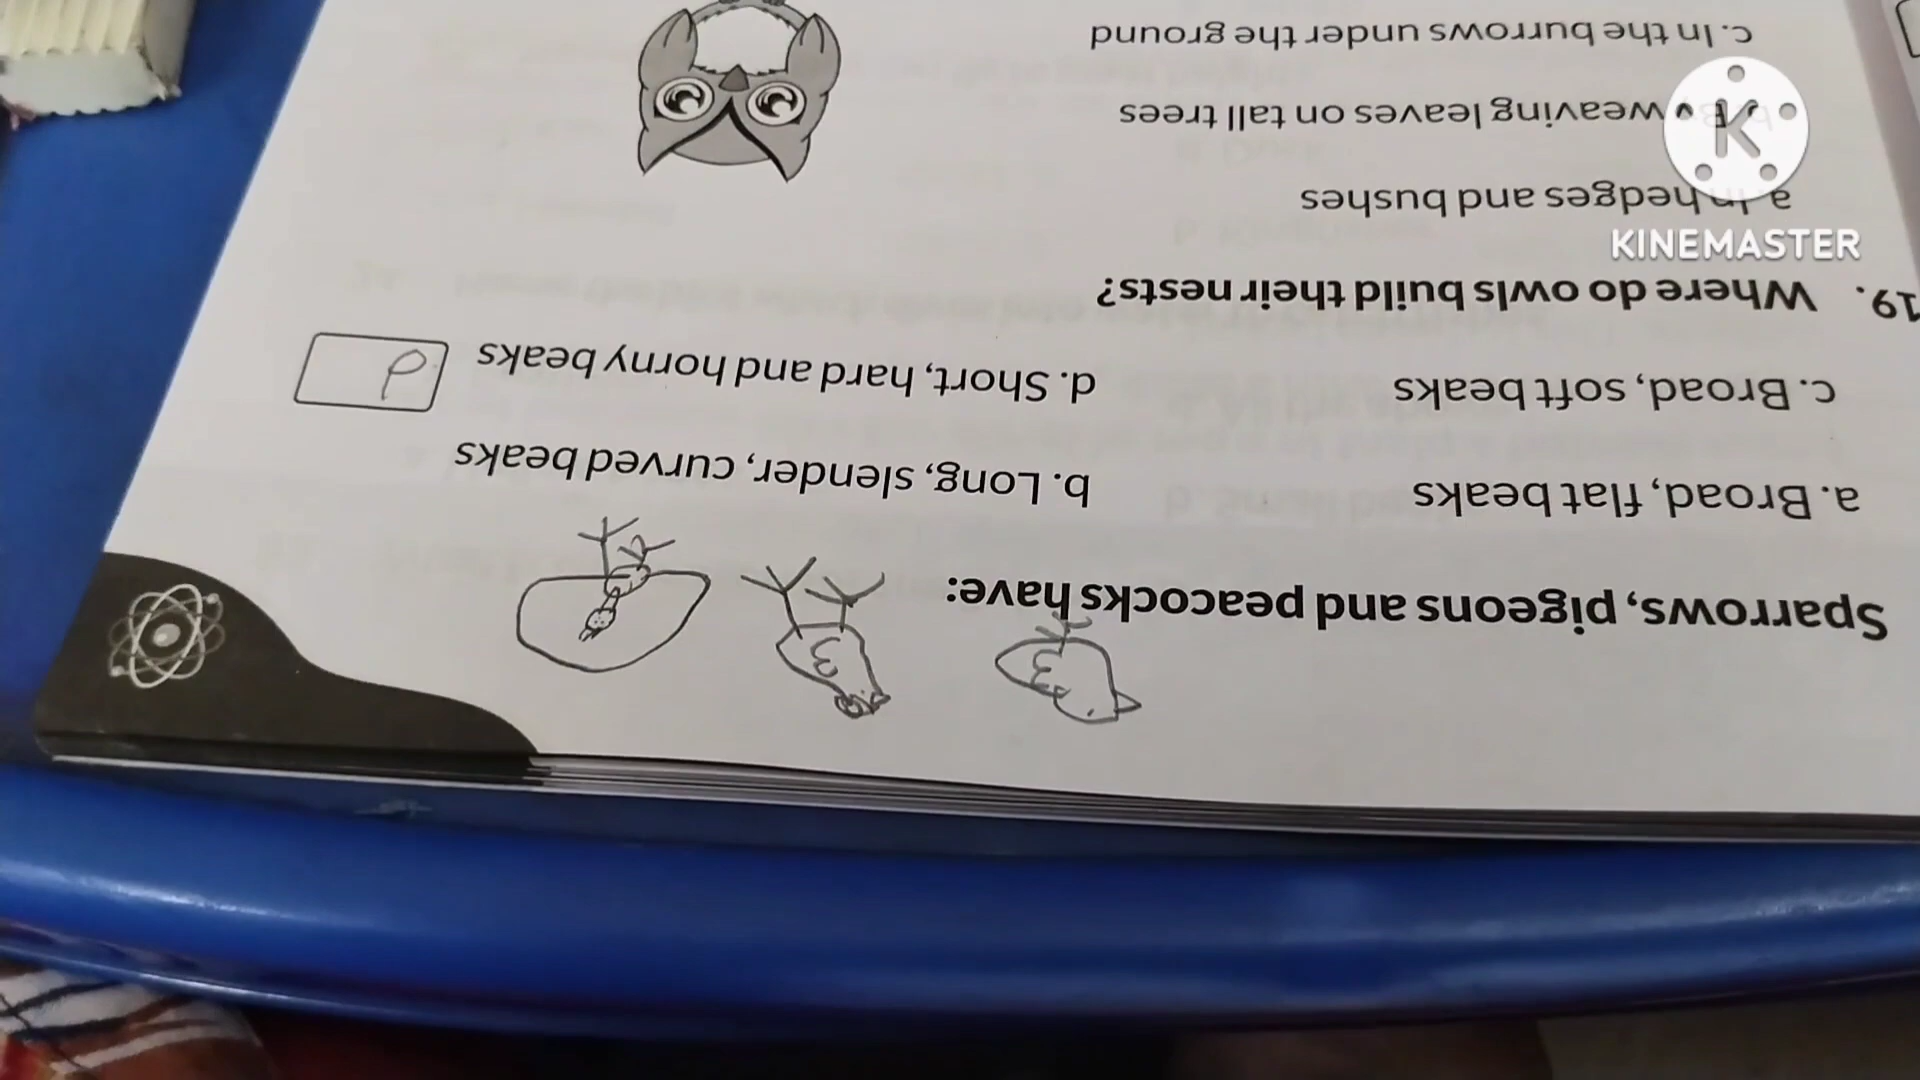 Sparrows, pigeons and peacocks have:
a. Broad, flat beaks
b. Long, slender, curved beaks
c. Broad, soft beaks
d. Short, hard and horny beaks
d
19. Where do owls build their nests?
a. In hedges and bushes
b. By weaving leaves on tall trees
c. In the burrows under the ground
KINEMASTER